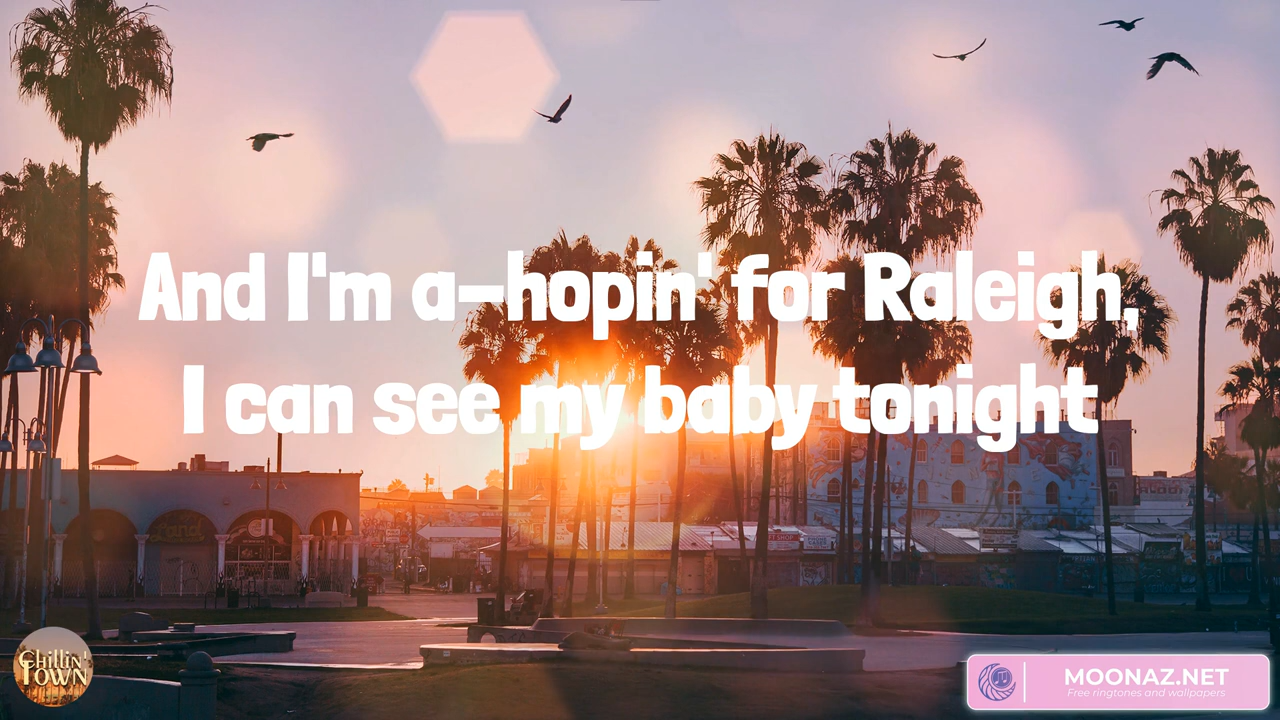 And I'm a-hopin' for Raleigh,
I can see my baby tonight
Chillin'
TOWN
MOONAZ.NET
Free ringtones and wallpapers